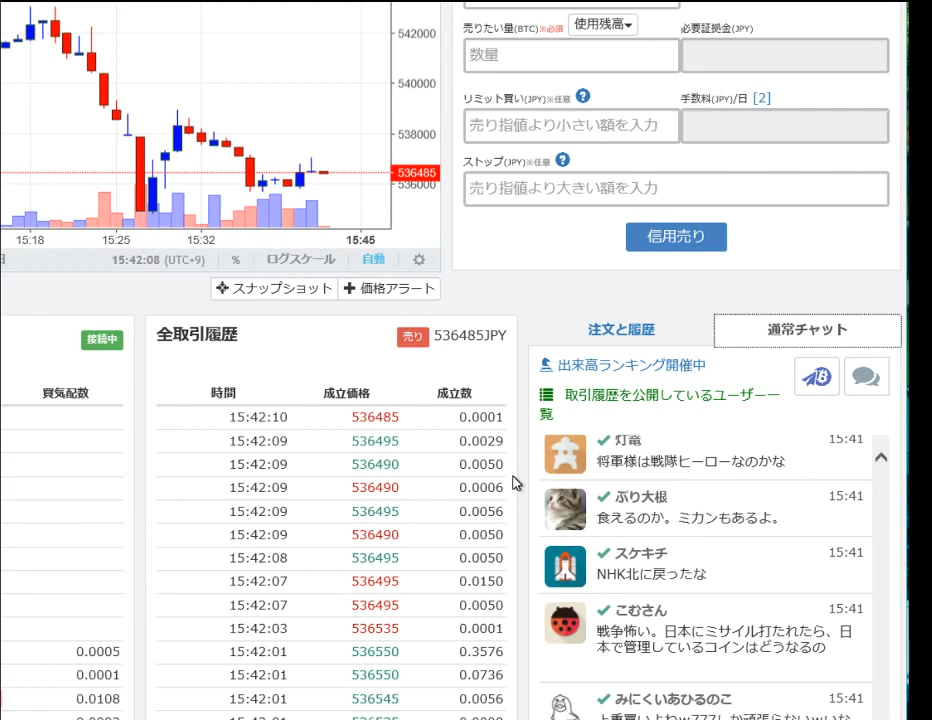 542000
540000
538000
536485
536000
15:18
15:25
15:32
15:45
日
15:42:08 (UTC+9)
%
ログスケール
自動
スナップショット
価格アラート
売りたい量(BTC)※必須
使用残高
必要証拠金(JPY)
数量
リミット買い(JPY)※任意
手数料(JPY)/日 [2]
売り指値より小さい額を入力
ストップ(JPY)※任意
売り指値より大きい額を入力
信用売り
接続中
買気配数
0.0005
0.0001
0.0108
全取引履歴
売り 536485JPY
時間 成立価格 成立数
15:42:10 536485 0.0001
15:42:09 536495 0.0029
15:42:09 536490 0.0050
15:42:09 536490 0.0006
15:42:09 536495 0.0056
15:42:09 536490 0.0050
15:42:08 536495 0.0050
15:42:07 536495 0.0150
15:42:07 536495 0.0050
15:42:03 536535 0.0001
15:42:01 536550 0.3576
15:42:01 536550 0.0736
15:42:01 536545 0.0056
注文と履歴
通常チャット
出来高ランキング開催中
取引履歴を公開しているユーザー一
覧
灯竜 15:41
将軍様は戦隊ヒーローなのかな
ぶり大根 15:41
食えるのか。ミカンもあるよ。
スケキチ 15:41
NHK北に戻ったな
こむさん 15:41
戦争怖い。日本にミサイル打たれたら、日
本で管理しているコインはどうなるの
みにくいあひるのこ 15:41